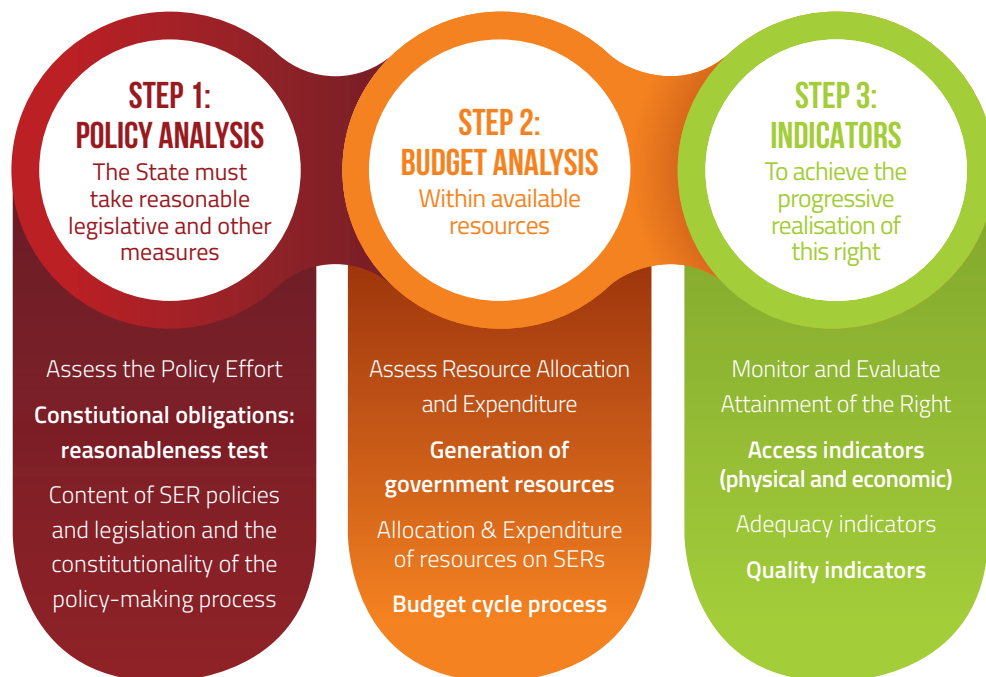 STEP 1:
POLICY ANALYSIS
The State must
take reasonable
legislative and other
measures
Assess the Policy Effort
Constiutional obligations:
reasonableness test
Content of SER policies
and legislation and the
constitutionality of the
policy-making process
STEP 2:
BUDGET ANALYSIS
Within available
resources
Assess Resource Allocation
and Expenditure
Generation of
government resources
Allocation & Expenditure
of resources on SERs
Budget cycle process
STEP 3:
INDICATORS
To achieve the
progressive
realisation of
this right
Monitor and Evaluate
Attainment of the Right
Access indicators
(physical and economic)
Adequacy indicators
Quality indicators